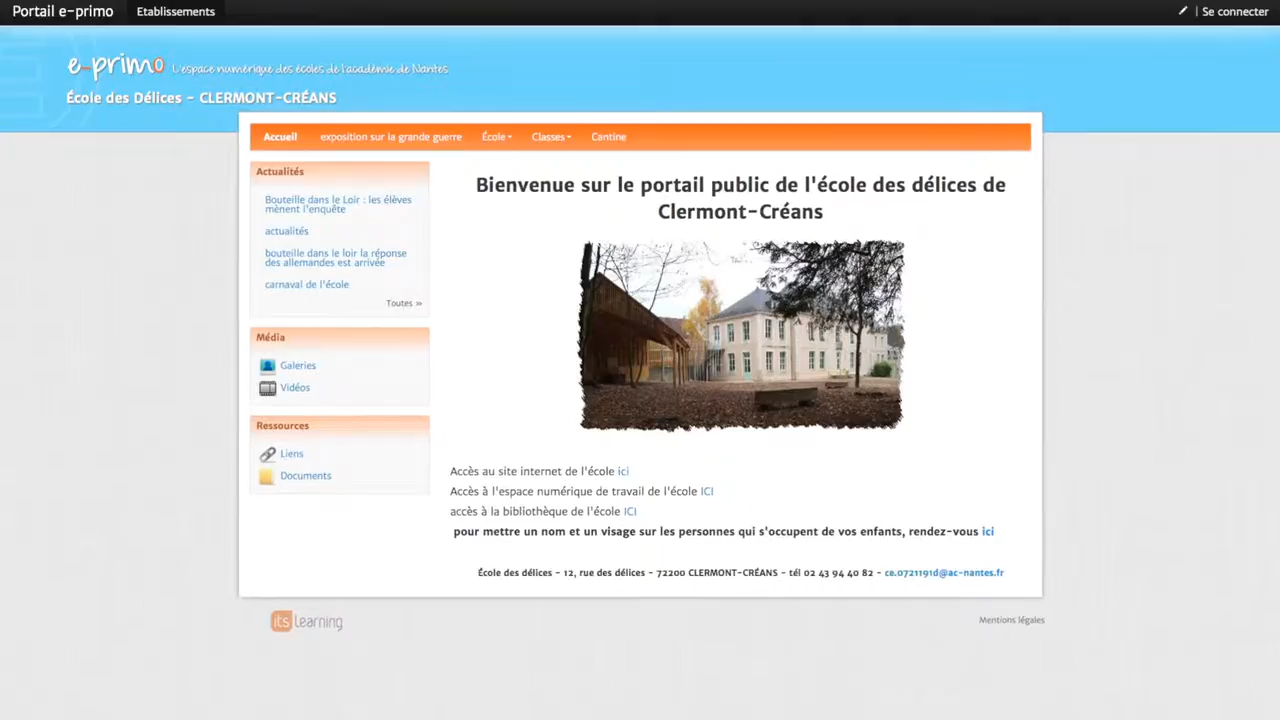 Portail e-primo
Etablissements
| Se connecter
e-primo L'espace numérique des écoles de l'académie de Nantes
École des Délices - CLERMONT-CRÉANS
Accueil
exposition sur la grande guerre
École
Classes
Cantine
Actualités
Bouteille dans le Loir : les élèves
mènent l'enquête
actualités
bouteille dans le loir la réponse
des allemandes est arrivée
carnaval de l'école
Toutes »
Média
Galeries
Vidéos
Ressources
Liens
Documents
Bienvenue sur le portail public de l'école des délices de
Clermont-Créans
Accès au site internet de l'école ici
Accès à l'espace numérique de travail de l'école ICI
accès à la bibliothèque de l'école ICI
pour mettre un nom et un visage sur les personnes qui s'occupent de vos enfants, rendez-vous ici
École des délices - 12, rue des délices - 72200 CLERMONT-CRÉANS - tél 02 43 94 40 82 - ce.0721191d@ac-nantes.fr
its learning
Mentions légales